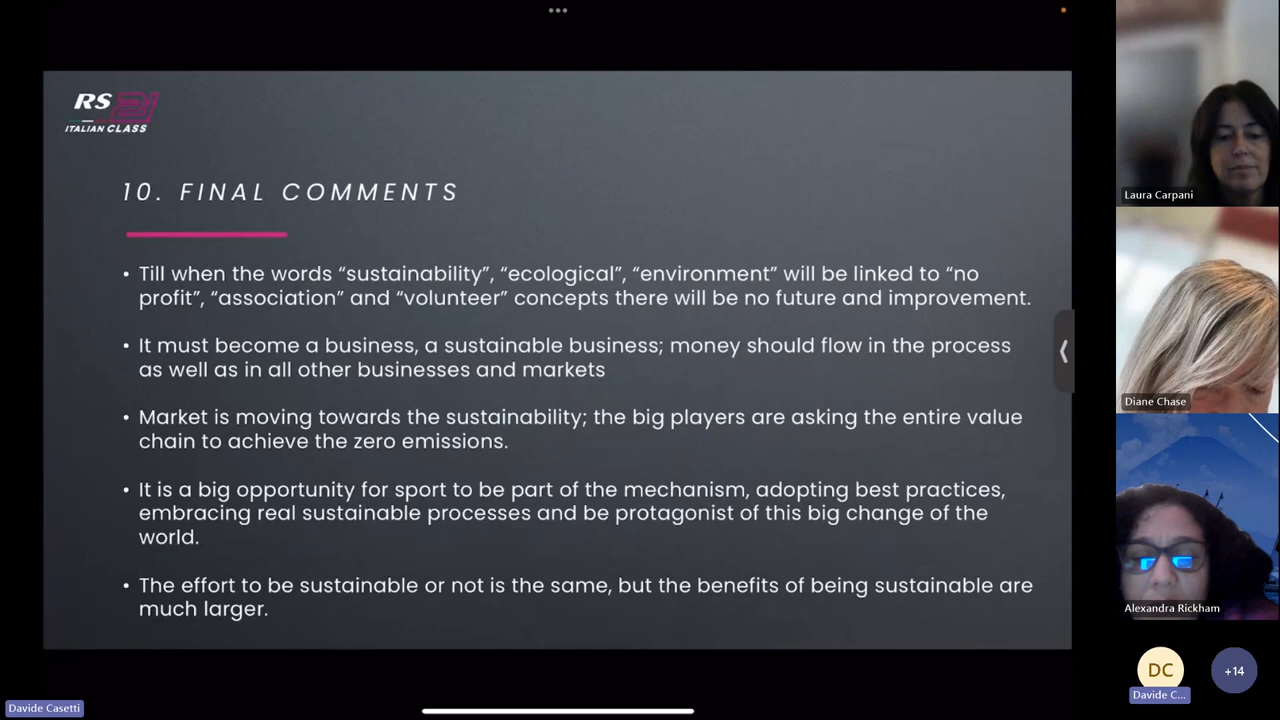 RS 21
ITALIAN CLASS
10. FINAL COMMENTS
• Till when the words “sustainability”, “ecological”, “environment” will be linked to “no
profit”, “association” and “volunteer” concepts there will be no future and improvement.
• It must become a business, a sustainable business; money should flow in the process
as well as in all other businesses and markets
• Market is moving towards the sustainability; the big players are asking the entire value
chain to achieve the zero emissions.
• It is a big opportunity for sport to be part of the mechanism, adopting best practices,
embracing real sustainable processes and be protagonist of this big change of the
world.
• The effort to be sustainable or not is the same, but the benefits of being sustainable are
much larger.
Laura Carpani
Diane Chase
Alexandra Rickham
DC
Davide C...
+14
Davide Casetti